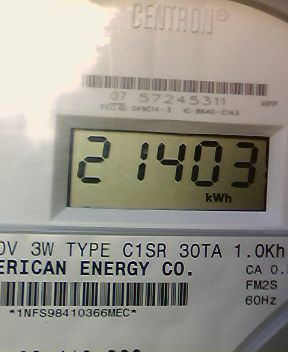 CENTRON®
07 57245311
21403
kWh
0V 3W TYPE C1SR 30TA 1.0Kh
ERICAN ENERGY CO.
CA 0.
FM2S
60Hz
*1NFS98410366MEC*